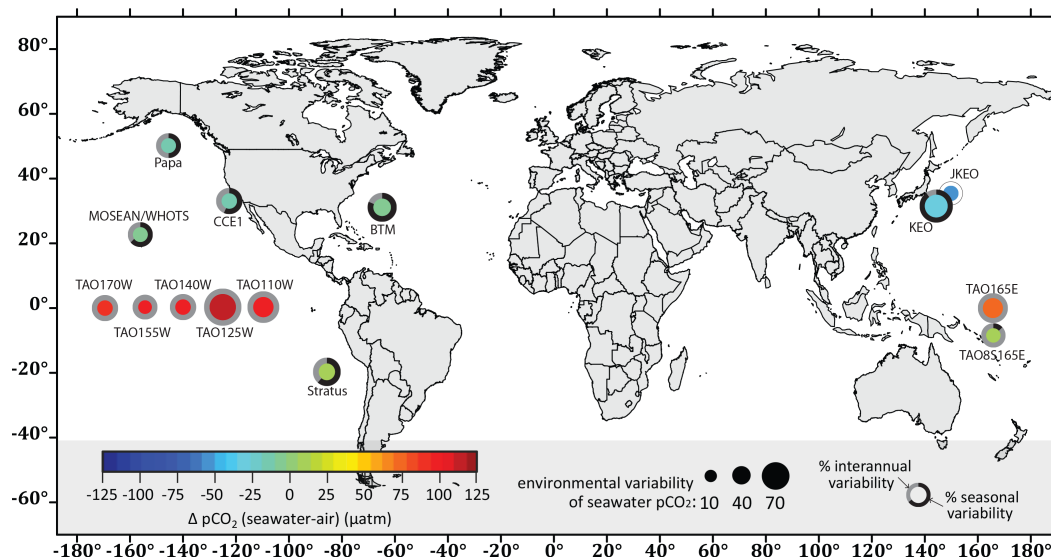 80°
60°
40°
20°
0°
-20°
-40°
-60°
Papa
CCE1
MOSEAN/WHOTS
BTM
JKEO
KEO
TAO170W
TAO140W
TAO110W
TAO155W
TAO125W
TAO165E
TAO8S165E
Stratus
-125 -100 -75 -50 -25 0 25 50 75 100 125
Δ pCO₂ (seawater-air) (µatm)
environmental variability
of seawater pCO₂: 10 40 70
% interannual
variability
% seasonal
variability
-180° -160° -140° -120° -100° -80° -60° -40° -20° 0° 20° 40° 60° 80° 100° 120° 140° 160° 180°